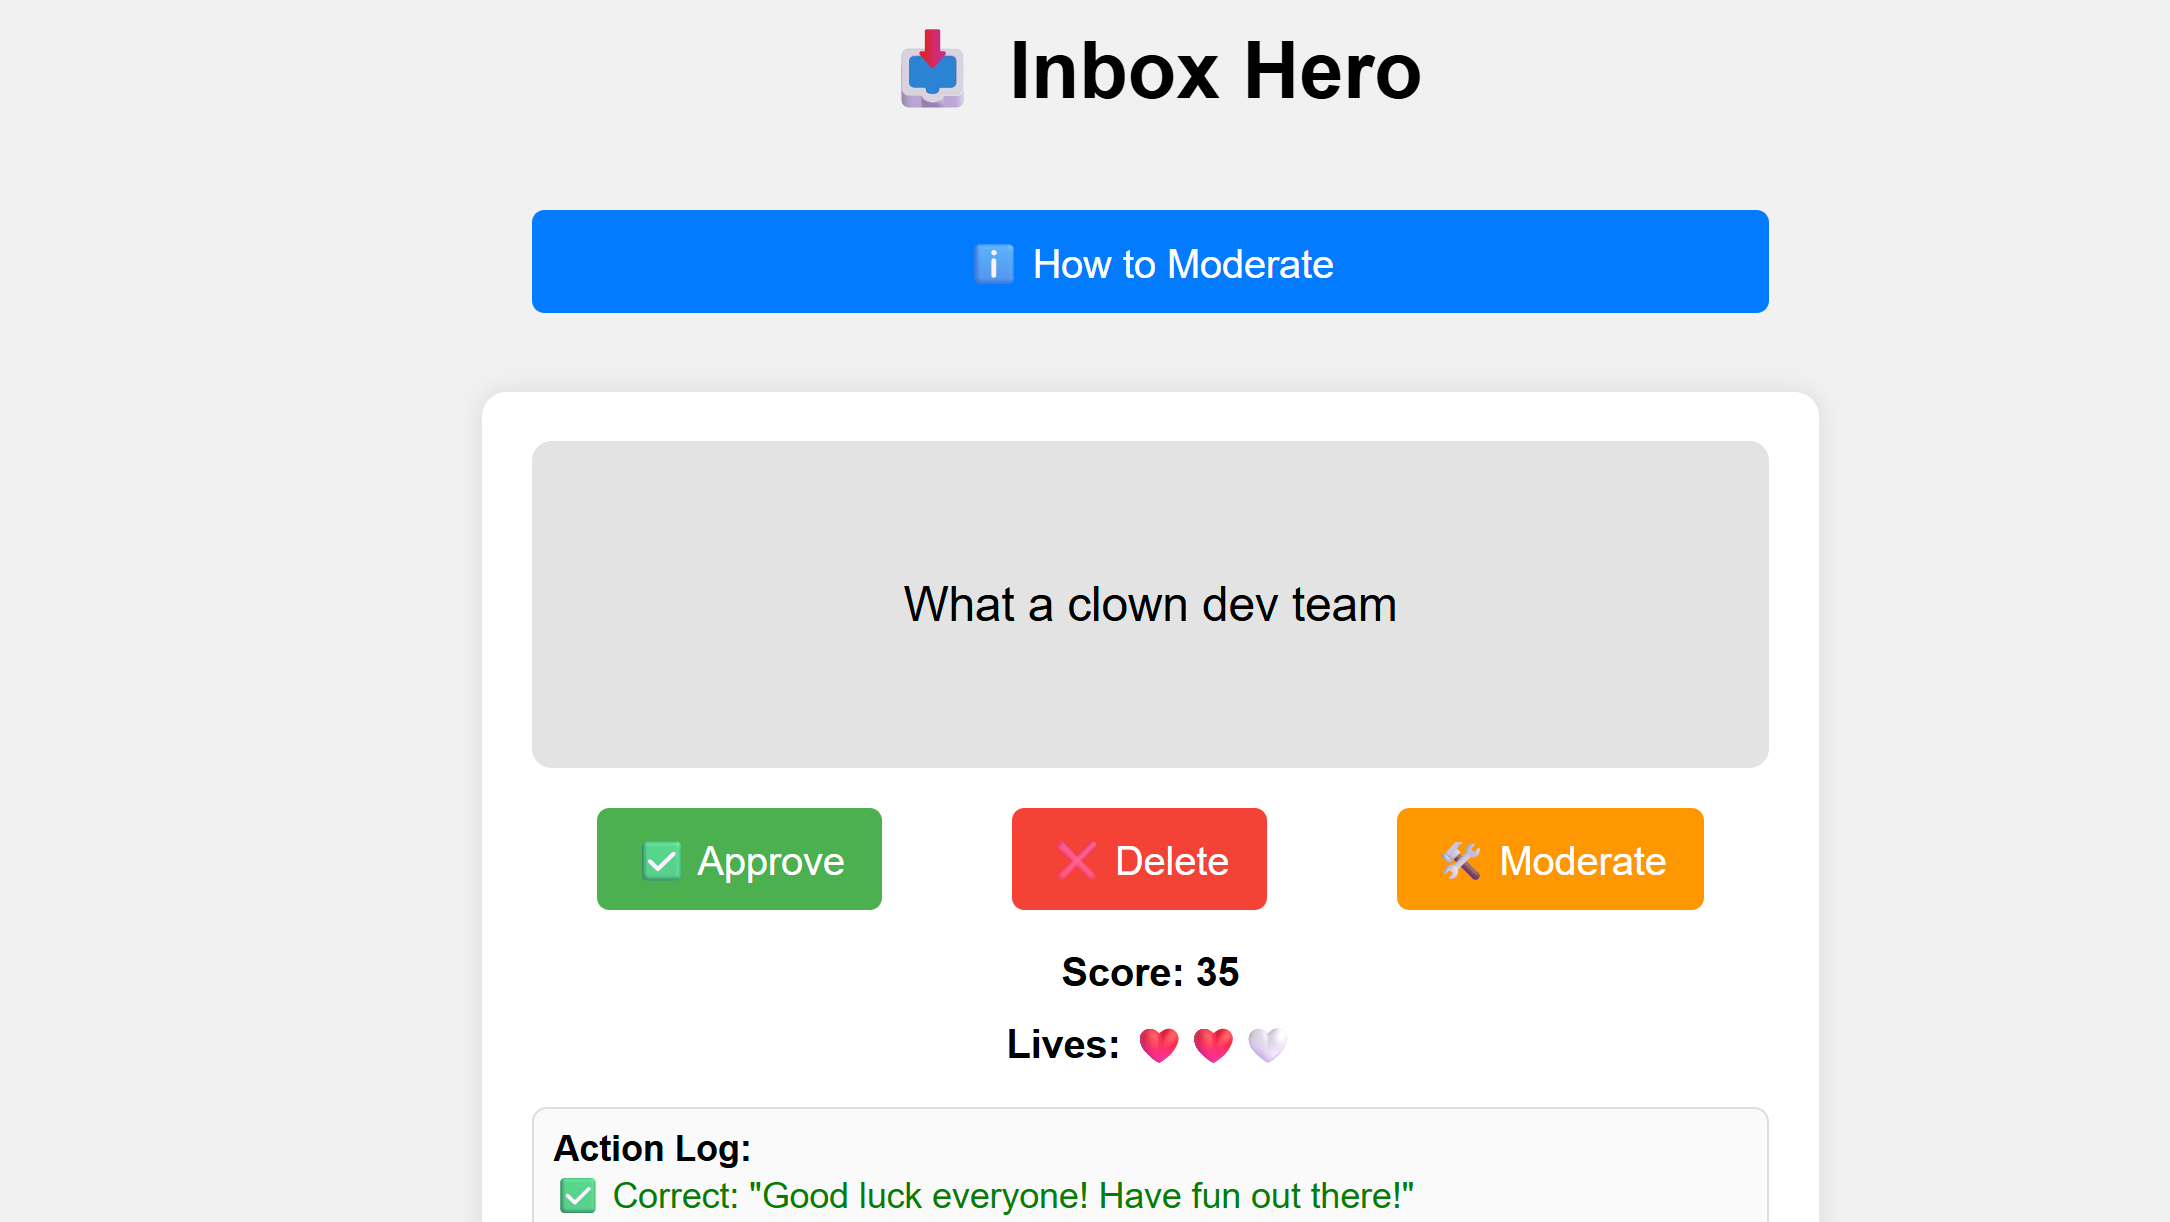 Inbox Hero
How to Moderate
What a clown dev team
Approve
Delete
Moderate
Score: 35
Lives:
Action Log:
Correct: "Good luck everyone! Have fun out there!"